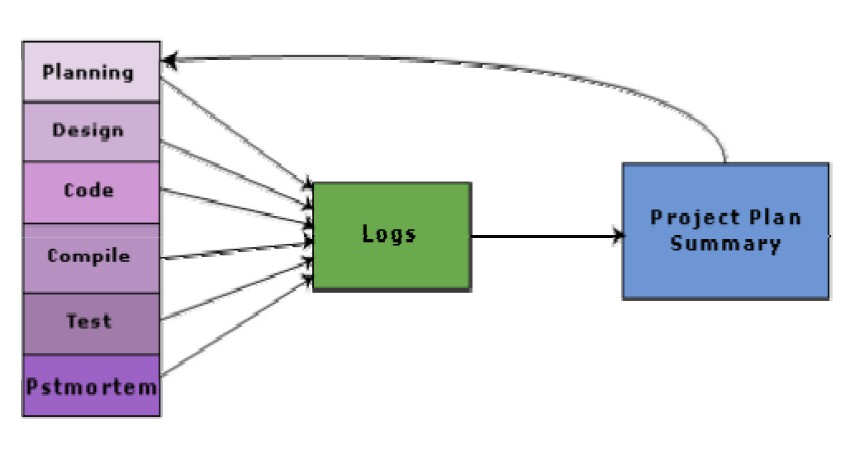 Planning
Design
Code
Compile
Test
Pstmortem
Logs
Project Plan
Summary